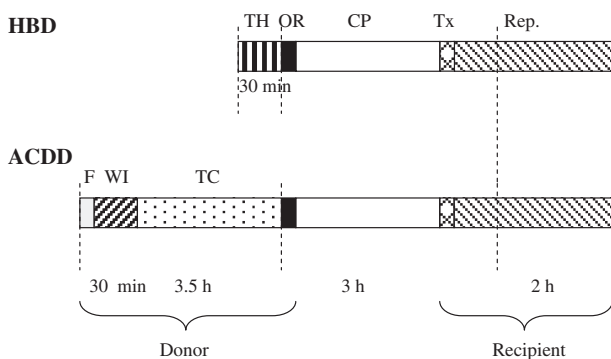 HBD
TH OR CP Tx Rep.
30 min
ACDD
F WI TC
30 min 3.5 h 3 h 2 h
Donor Recipient